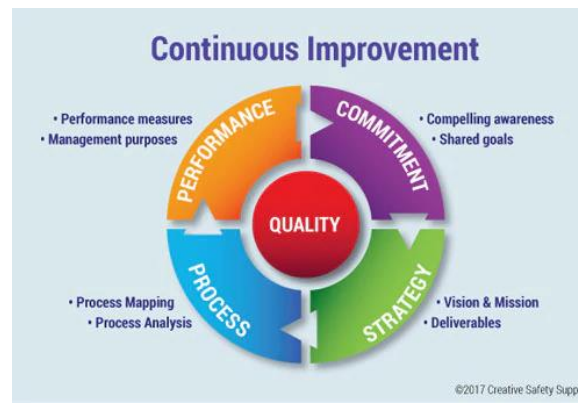 Continuous Improvement
• Performance measures
• Management purposes
PERFORMANCE
COMMITMENT
• Compelling awareness
• Shared goals
QUALITY
• Process Mapping
• Process Analysis
PROCESS
STRATEGY
• Vision & Mission
• Deliverables
©2017 Creative Safety Supp